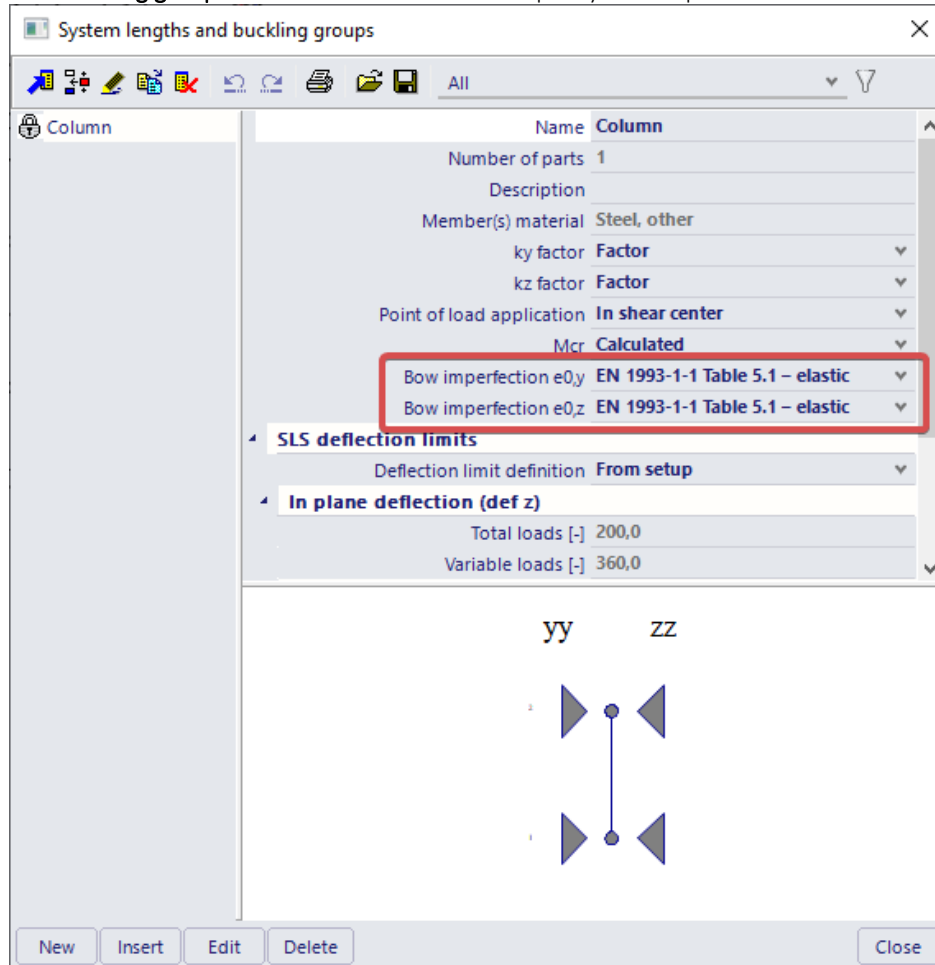 System lengths and buckling groups
All
Column
Name Column
Number of parts 1
Description
Member(s) material Steel, other
ky factor Factor
kz factor Factor
Point of load application In shear center
Mcr Calculated
Bow imperfection e0,y EN 1993-1-1 Table 5.1 – elastic
Bow imperfection e0,z EN 1993-1-1 Table 5.1 – elastic
SLS deflection limits
Deflection limit definition From setup
In plane deflection (def z)
Total loads [-] 200,0
Variable loads [-] 360,0
yy zz
New Insert Edit Delete Close